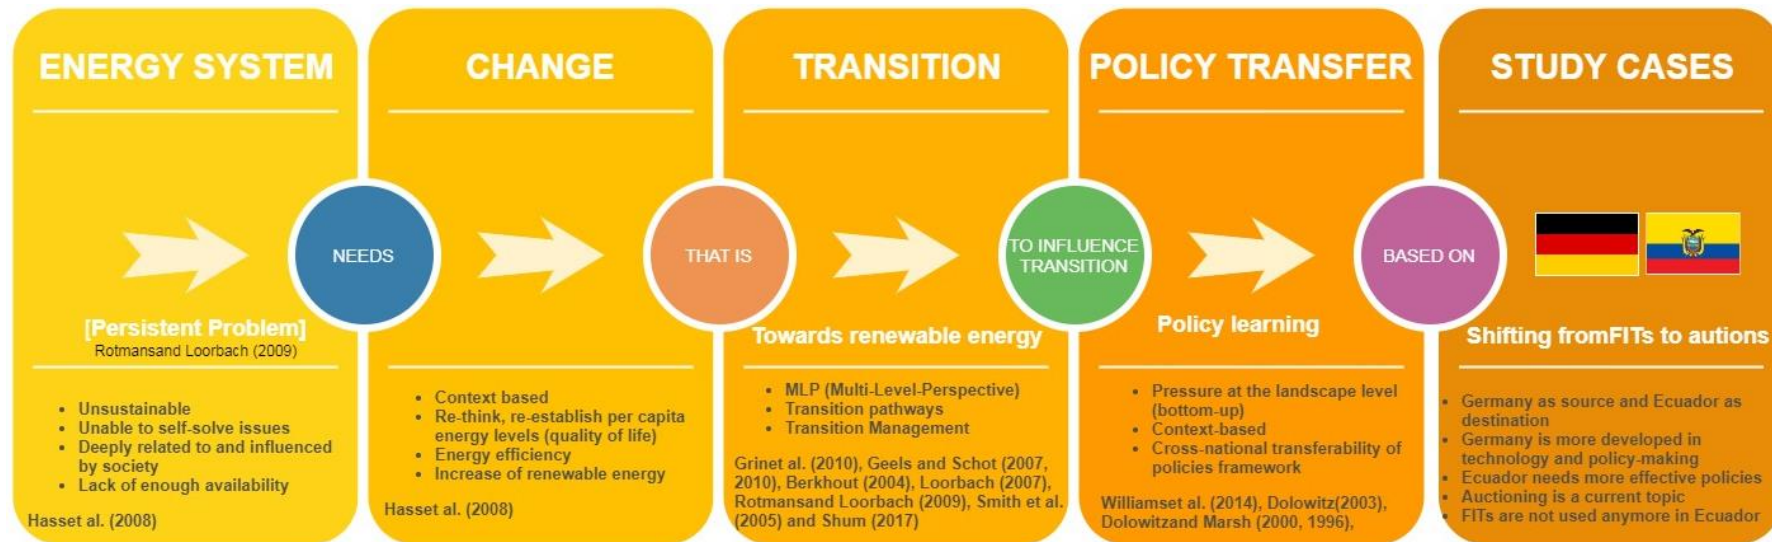 ENERGY SYSTEM
[Persistent Problem]
Rotmansand Loorbach (2009)
• Unsustainable
• Unable to self-solve issues
• Deeply related to and influenced
by society
• Lack of enough availability
Hasset al. (2008)
NEEDS
CHANGE
• Context based
• Re-think, re-establish per capita
energy levels (quality of life)
• Energy efficiency
• Increase of renewable energy
Hasset al. (2008)
THAT IS
TRANSITION
Towards renewable energy
• MLP (Multi-Level-Perspective)
• Transition pathways
• Transition Management
Grinet al. (2010), Geels and Schot (2007,
2010), Berkhout (2004), Loorbach (2007),
Rotmansand Loorbach (2009), Smith et al.
(2005) and Shum (2017)
TO INFLUENCE
TRANSITION
POLICY TRANSFER
Policy learning
• Pressure at the landscape level
(bottom-up)
• Context-based
• Cross-national transferability of
policies framework
Williamset al. (2014), Dolowitz(2003),
Dolowitzand Marsh (2000, 1996),
BASED ON
STUDY CASES
Shifting fromFITs to autions
• Germany as source and Ecuador as
destination
• Germany is more developed in
technology and policy-making
• Ecuador needs more effective policies
• Auctioning is a current topic
• FITs are not used anymore in Ecuador